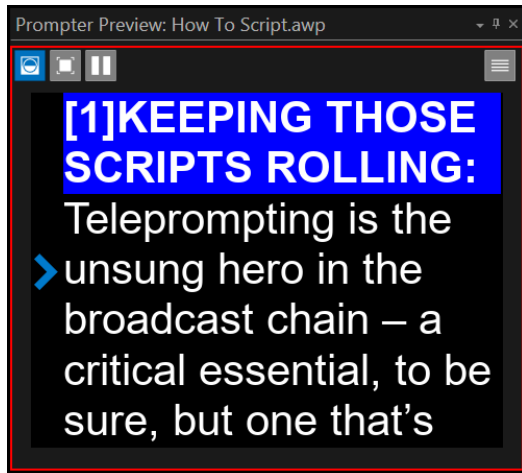 Prompter Preview: How To Script.awp
[1]KEEPING THOSE
SCRIPTS ROLLING:
Teleprompting is the
unsung hero in the
broadcast chain – a
critical essential, to be
sure, but one that’s